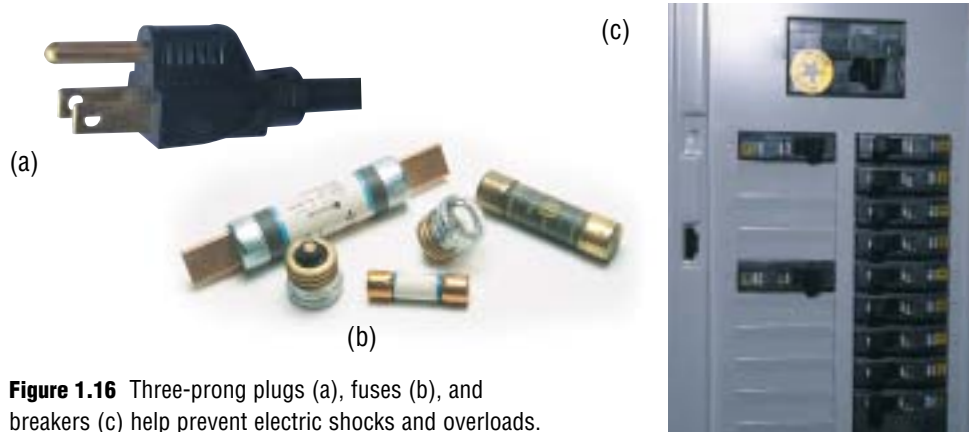 (a)
(b)
(c)
Figure 1.16 Three-prong plugs (a), fuses (b), and
breakers (c) help prevent electric shocks and overloads.